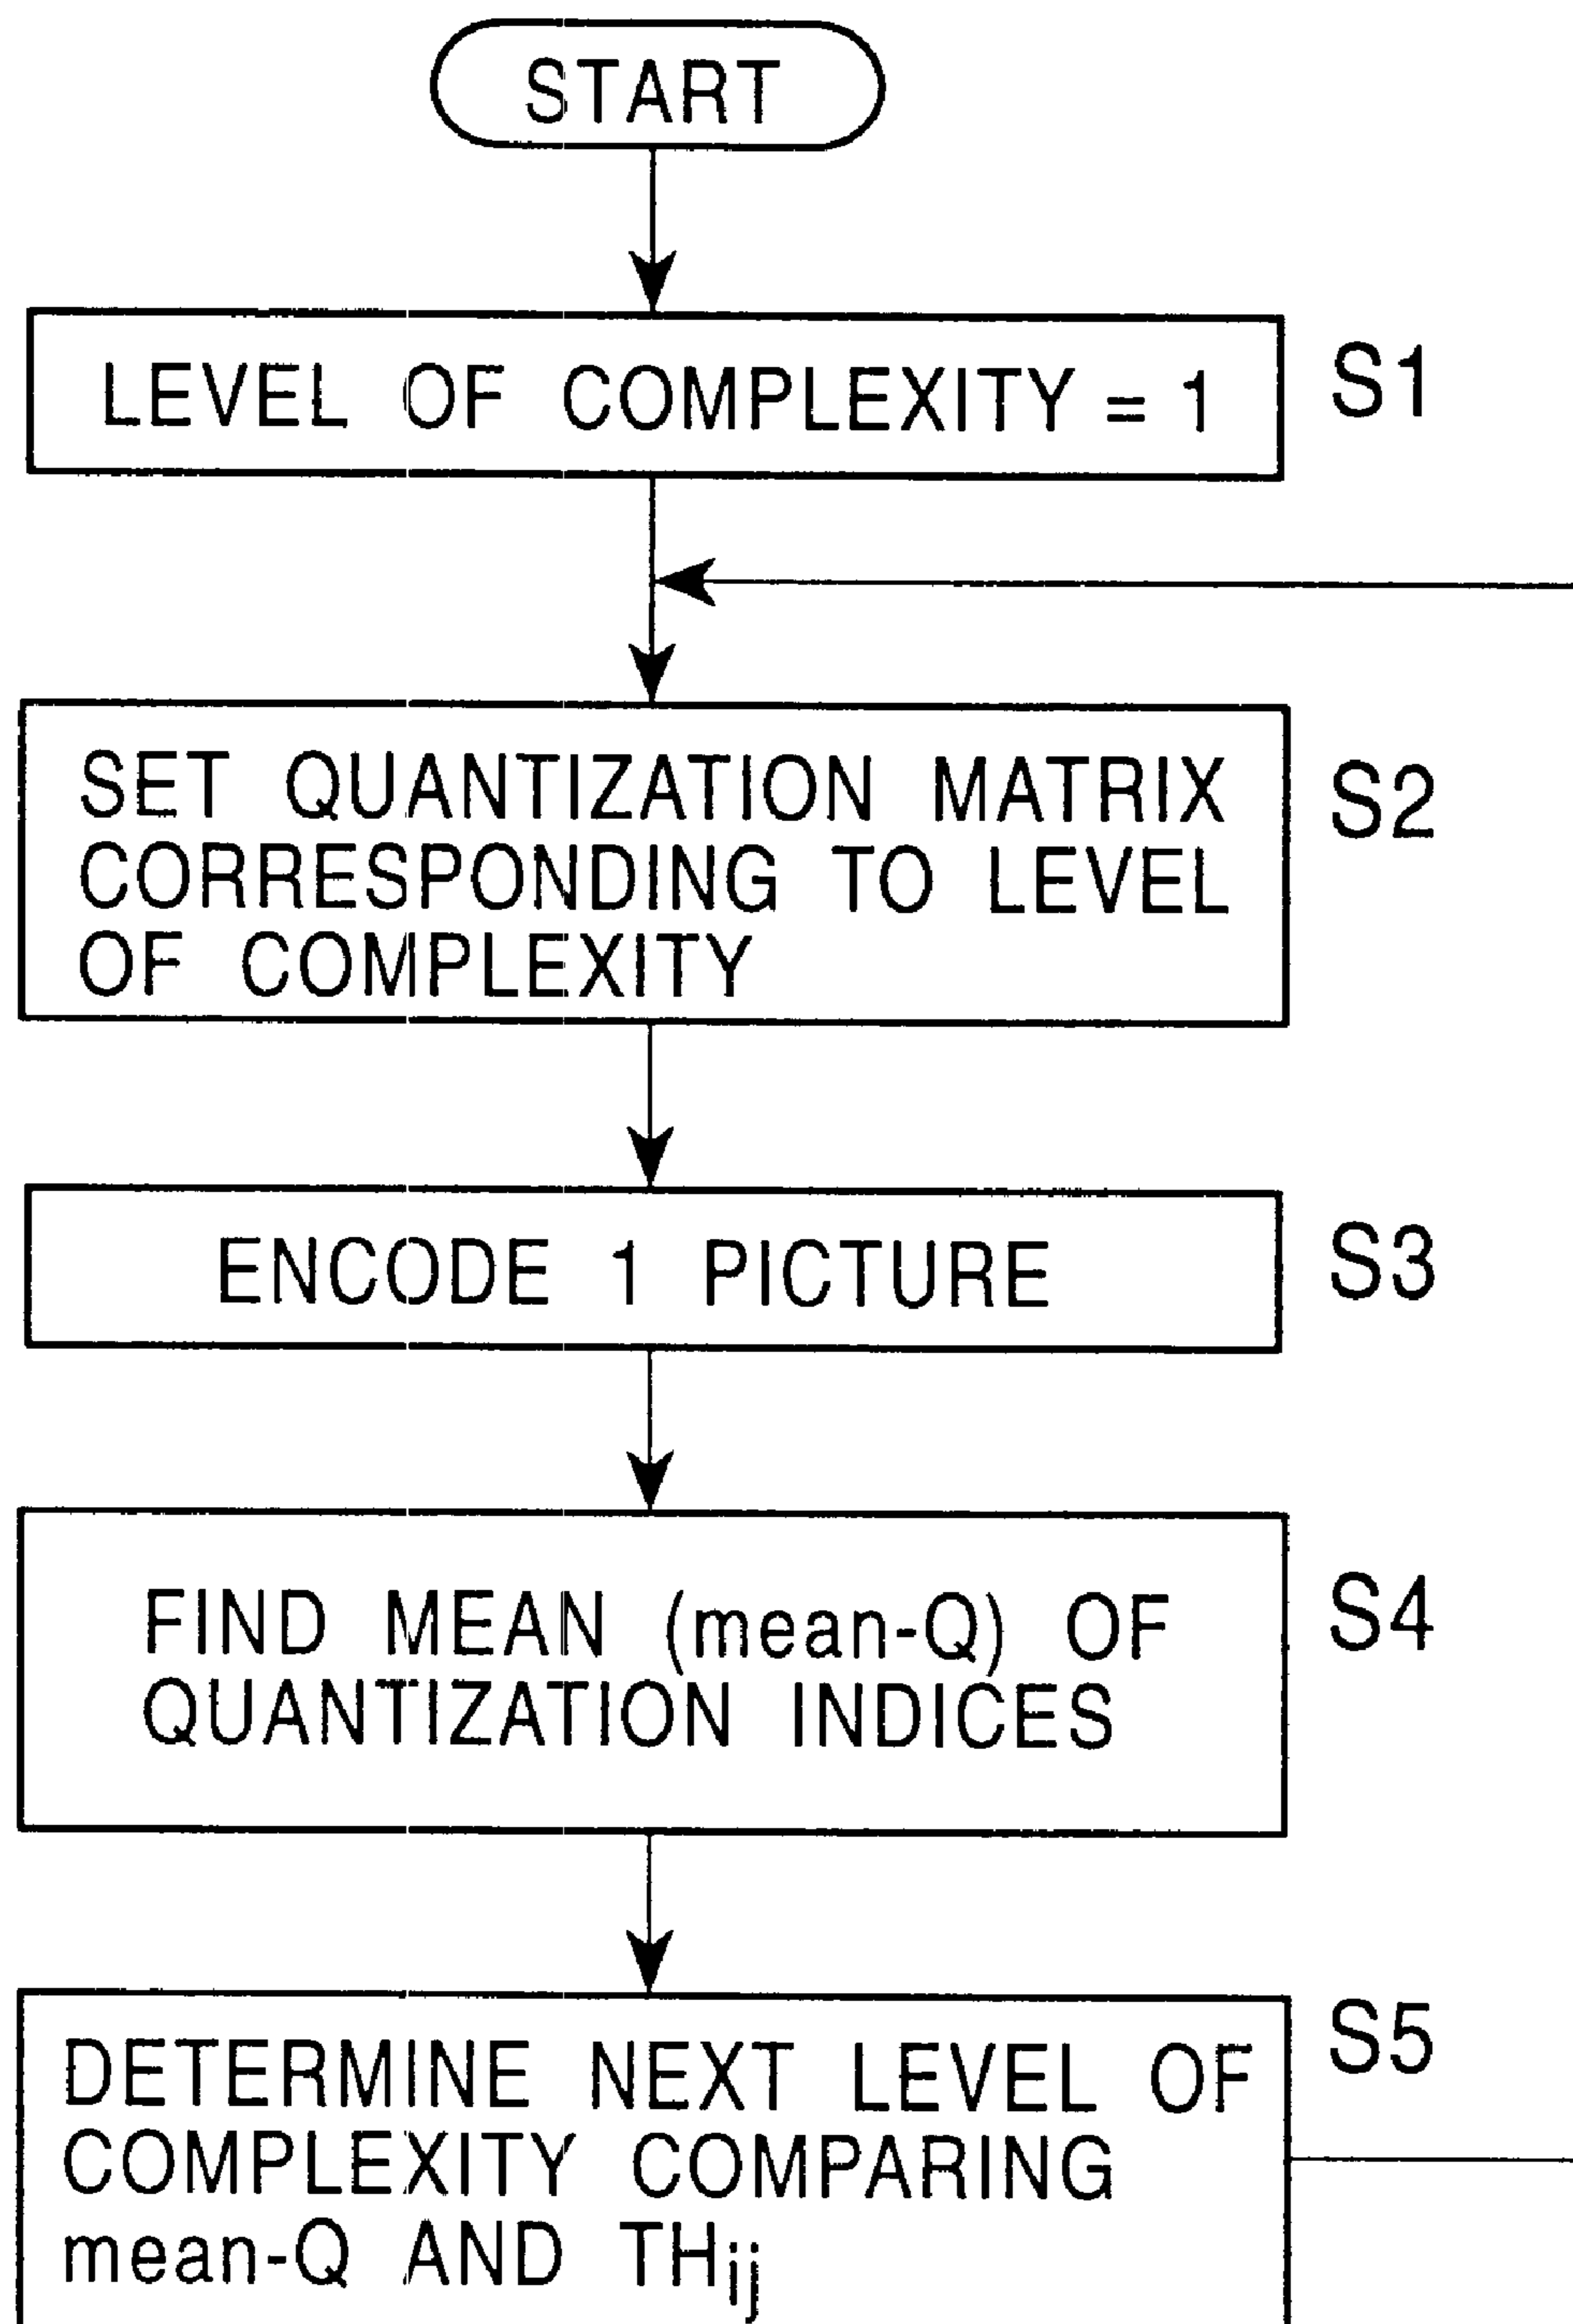 START
LEVEL OF COMPLEXITY = 1
S1
SET QUANTIZATION MATRIX
CORRESPONDING TO LEVEL
OF COMPLEXITY
S2
ENCODE 1 PICTURE
S3
FIND MEAN (mean-Q) OF
QUANTIZATION INDICES
S4
DETERMINE NEXT LEVEL OF
COMPLEXITY COMPARING
mean-Q AND THij
S5